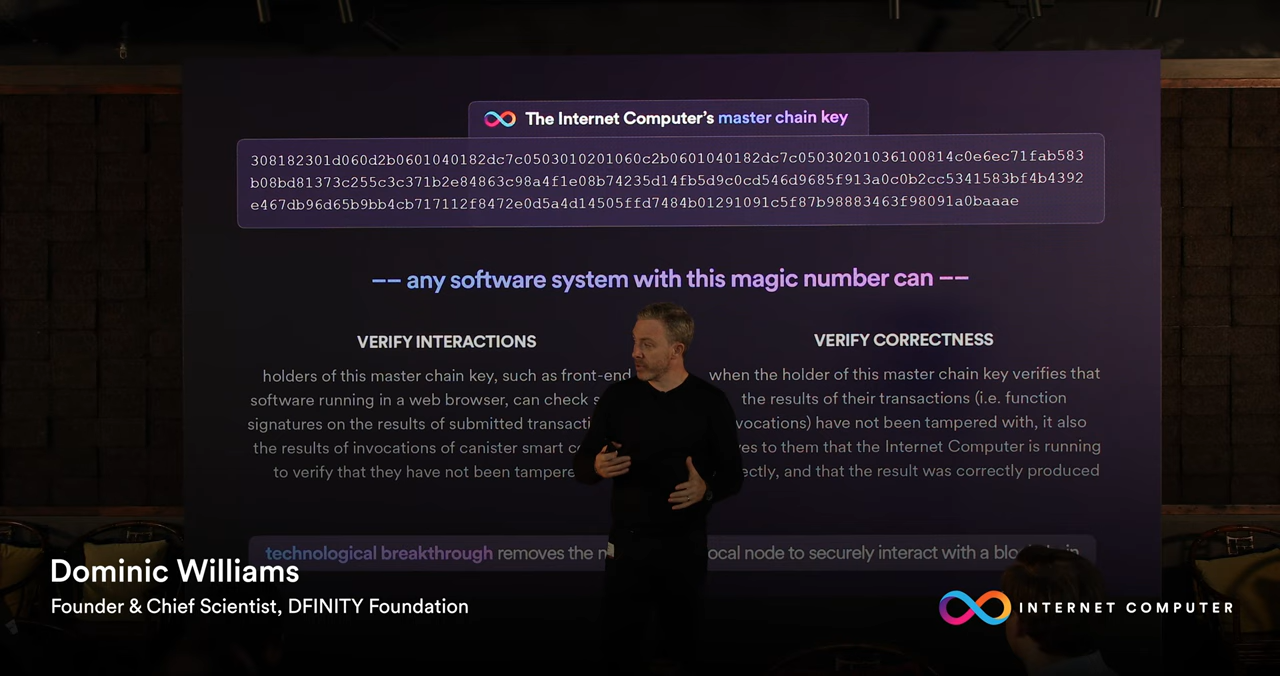 The Internet Computer's master chain key
308182301d060d2b0601040182dc7c0503010201060c2b0601040182dc7c05030201036100814c0e6ec71fab583
b08bd81373c255c3c371b2e84863c98a4f1e08b74235d14fb5d9c0cd546d9685f913a0c0b2cc5341583bf4b4392
e467db96d65b9bb4cb717112f8472e0d5a4d14505ffd7484b01291091c5f87b98883463f98091a0baaae
-- any software system with this magic number can --
VERIFY INTERACTIONS
holders of this master chain key, such as front-end
software running in a web browser, can check
signatures on the results of submitted
the results of invocations of canister smart
to verify that they have not been
VERIFY CORRECTNESS
when the holder of this master chain key verifies that
the results of their transactions (i.e. function
have not been tampered with, it also
to them that the Internet Computer is running
and that the result was correctly produced
technological breakthrough removes the
node to securely interact with a
Dominic Williams
Founder & Chief Scientist, DFINITY Foundation
INTERNET COMPUTER